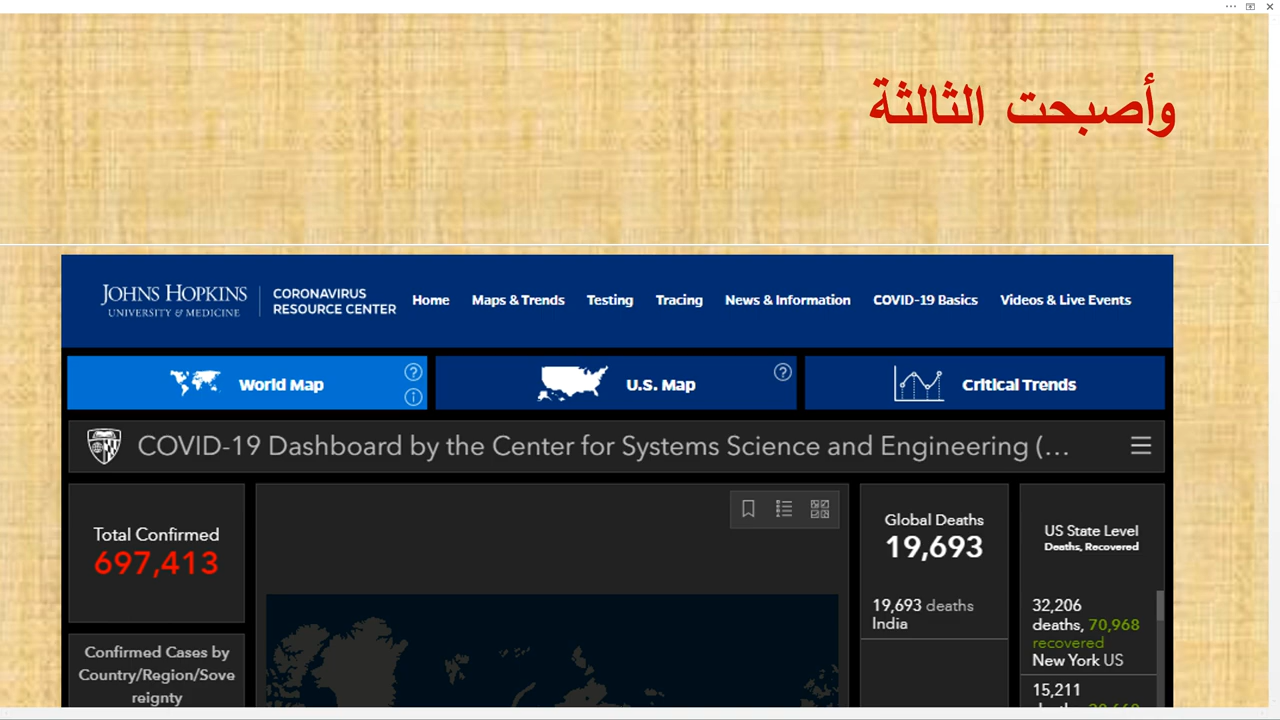 وأصبحت الثالثة
JOHNS HOPKINS
UNIVERSITY & MEDICINE
CORONAVIRUS
RESOURCE CENTER
Home
Maps & Trends
Testing
Tracing
News & Information
COVID-19 Basics
Videos & Live Events
World Map
U.S. Map
Critical Trends
COVID-19 Dashboard by the Center for Systems Science and Engineering (...
Total Confirmed
697,413
Confirmed Cases by
Country/Region/Sove
reignty
Global Deaths
19,693
19,693 deaths
India
US State Level
Deaths, Recovered
32,206
deaths, 70,968
recovered
New York US
15,211